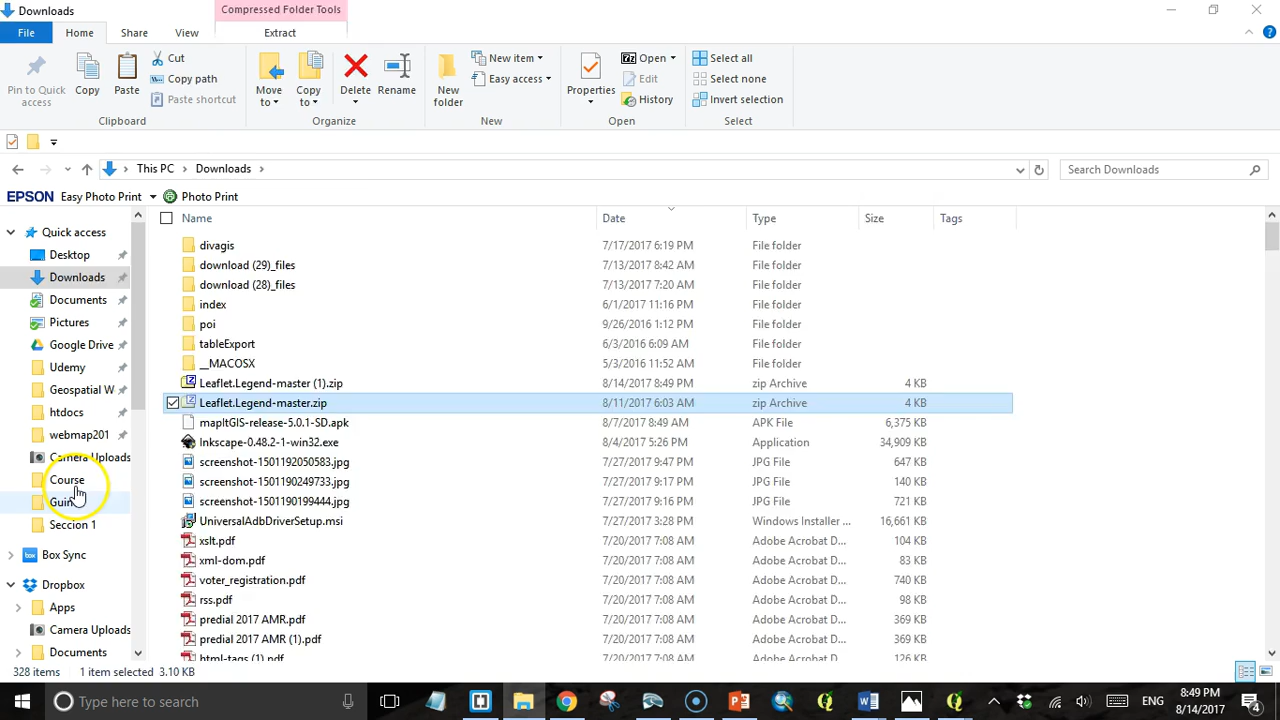 Downloads
Compressed Folder Tools
File Home Share View Extract
Pin to Quick access
Copy
Paste
Cut
Copy path
Paste shortcut
Clipboard
Move to
Copy to
Delete
Rename
Organize
New folder
New item
Easy access
New
Properties
Open
Edit
History
Open
Select all
Select none
Invert selection
Select
This PC > Downloads >
Search Downloads
EPSON Easy Photo Print Photo Print
Name Date Type Size Tags
Quick access
Desktop
Downloads
Documents
Pictures
Google Drive
Udemy
Geospatial W
htdocs
webmap201
Camera Uploads
Course
Seccion 1
Box Sync
Dropbox
Apps
Camera Uploads
Documents
divagis 7/17/2017 6:19 PM File folder
download (29)_files 7/13/2017 8:42 AM File folder
download (28)_files 7/13/2017 7:20 AM File folder
index 6/1/2017 11:16 PM File folder
poi 9/26/2016 1:12 PM File folder
tableExport 6/3/2016 6:09 AM File folder
__MACOSX 5/3/2016 11:52 AM File folder
Leaflet.Legend-master (1).zip 8/14/2017 8:49 PM zip Archive 4 KB
Leaflet.Legend-master.zip 8/11/2017 6:03 AM zip Archive 4 KB
mapItGIS-release-5.0.1-SD.apk 8/7/2017 8:49 PM APK File 6,375 KB
Inkscape-0.48.2-1-win32.exe 8/4/2017 5:26 PM Application 34,909 KB
screenshot-1501192050583.jpg 7/27/2017 9:47 PM JPG File 647 KB
screenshot-1501190249733.jpg 7/27/2017 9:17 PM JPG File 140 KB
screenshot-1501190199444.jpg 7/27/2017 9:16 PM JPG File 721 KB
UniversalAdbDriverSetup.msi 7/27/2017 3:28 PM Windows Installer ... 16,661 KB
xslt.pdf 7/20/2017 7:08 AM Adobe Acrobat D... 104 KB
xml-dom.pdf 7/20/2017 7:08 AM Adobe Acrobat D... 83 KB
voter_registration.pdf 7/20/2017 7:08 AM Adobe Acrobat D... 740 KB
rss.pdf 7/20/2017 7:08 AM Adobe Acrobat D... 98 KB
predial 2017 AMR.pdf 7/20/2017 7:08 AM Adobe Acrobat D... 369 KB
predial 2017 AMR (1).pdf 7/20/2017 7:08 AM Adobe Acrobat D... 369 KB
html-tags (1).pdf 7/20/2017 7:08 AM Adobe Acrobat D... 126 KB
328 items 1 item selected 3.10 KB
Type here to search
ENG
8:49 PM
8/14/2017
4